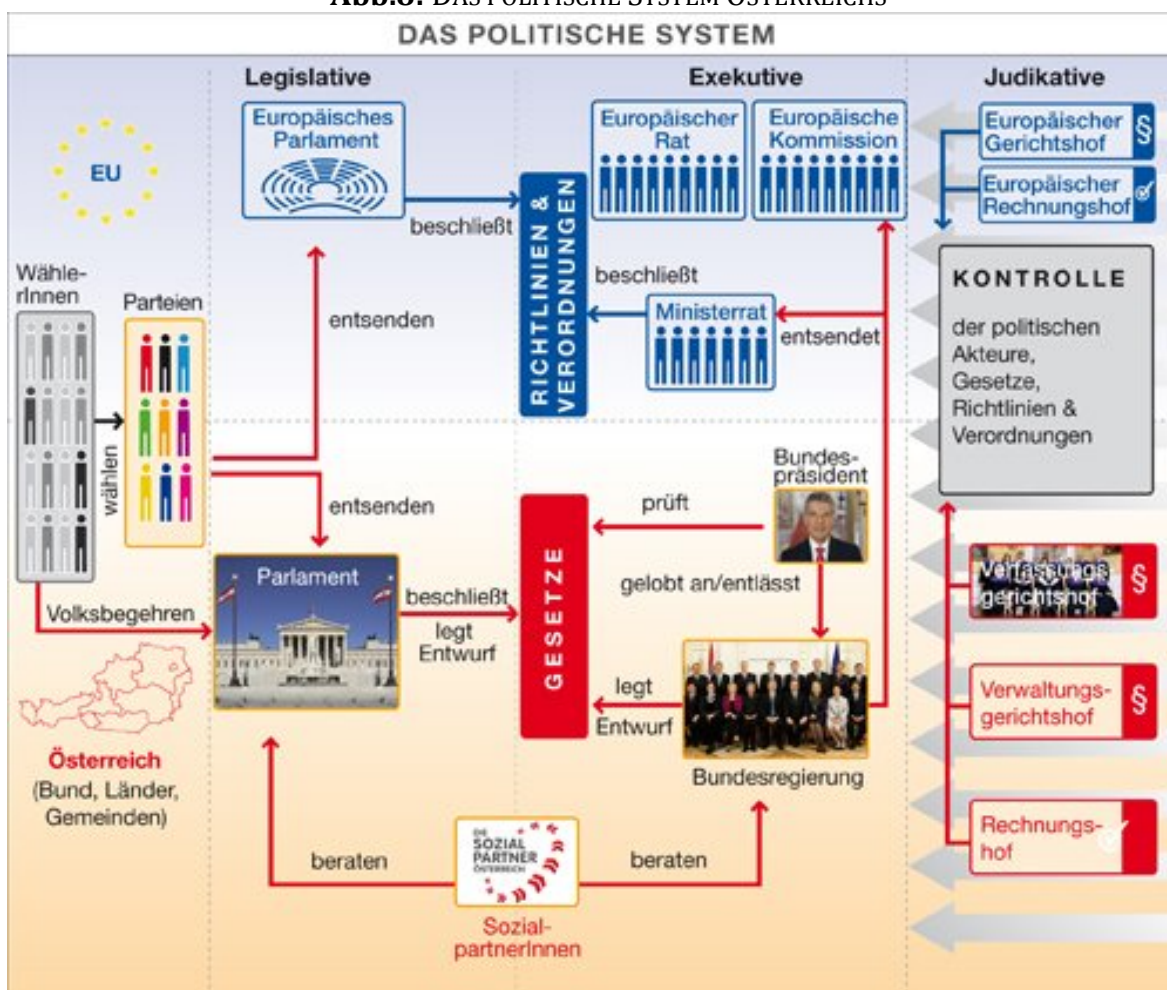 Abb.8: DAS POLITISCHE SYSTEM ÖSTERREICHS
DAS POLITISCHE SYSTEM
Legislative
Exekutive
Judikative
EU
Europäisches
Parlament
beschließt
RICHTLINIEN &
VERORDNUNGEN
Europäischer
Rat
Europäische
Kommission
Europäischer
Gerichtshof
§
Europäischer
Rechnungshof
Wähle-
rInnen
Parteien
wählen
entsenden
beschließt
Ministerrat
entsendet
KONTROLLE
der politischen
Akteure,
Gesetze,
Richtlinien &
Verordnungen
entsenden
Volksbegehren
Parlament
beschließt
legt
Entwurf
GESETZE
prüft
Bundes-
präsident
gelobt an/entlässt
legt
Entwurf
Bundesregierung
Verfassungs-
gerichtshof
§
Verwaltungs-
gerichtshof
§
Rechnungs-
hof
Österreich
(Bund, Länder,
Gemeinden)
beraten
DIE
SOZIAL
PARTNER
ÖSTERREICH
beraten
Sozial-
partnerInnen